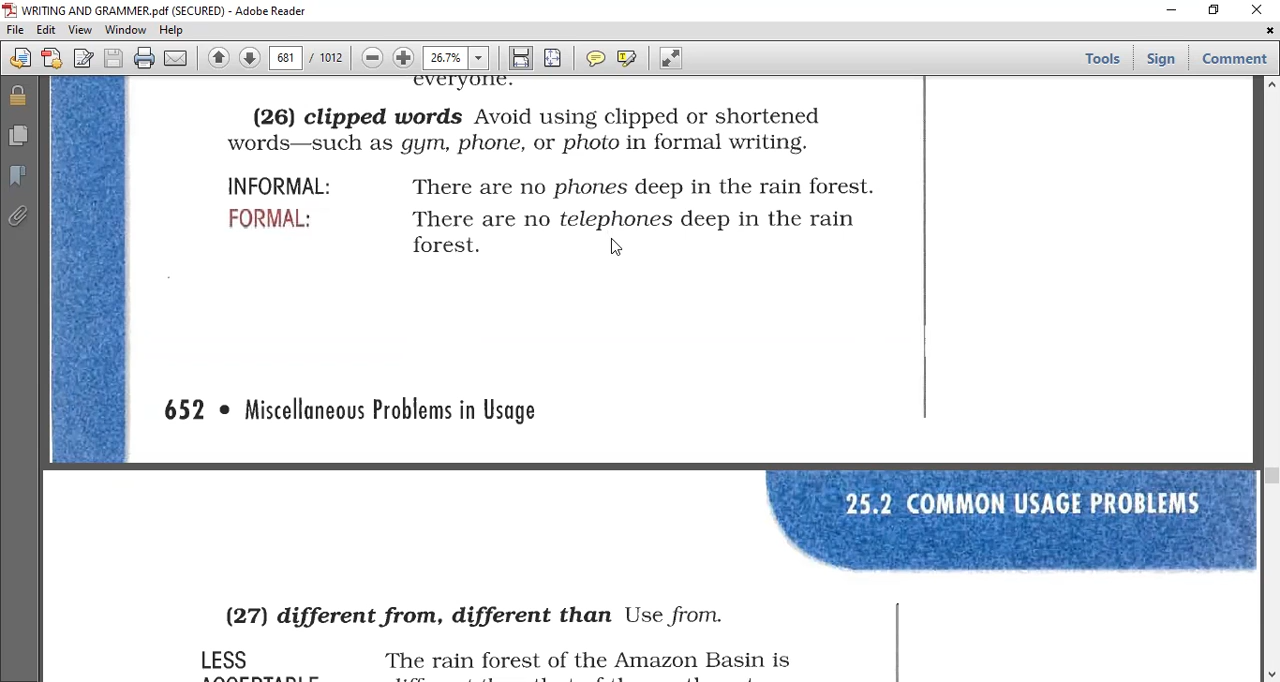 WRITING AND GRAMMER.pdf (SECURED) - Adobe Reader
File Edit View Window Help
681 / 1012 26.7% Tools Sign Comment
everyone.
(26) clipped words Avoid using clipped or shortened
words—such as gym, phone, or photo in formal writing.
INFORMAL: There are no phones deep in the rain forest.
FORMAL: There are no telephones deep in the rain
forest.
652 • Miscellaneous Problems in Usage
25.2 COMMON USAGE PROBLEMS
(27) different from, different than Use from.
LESS The rain forest of the Amazon Basin is